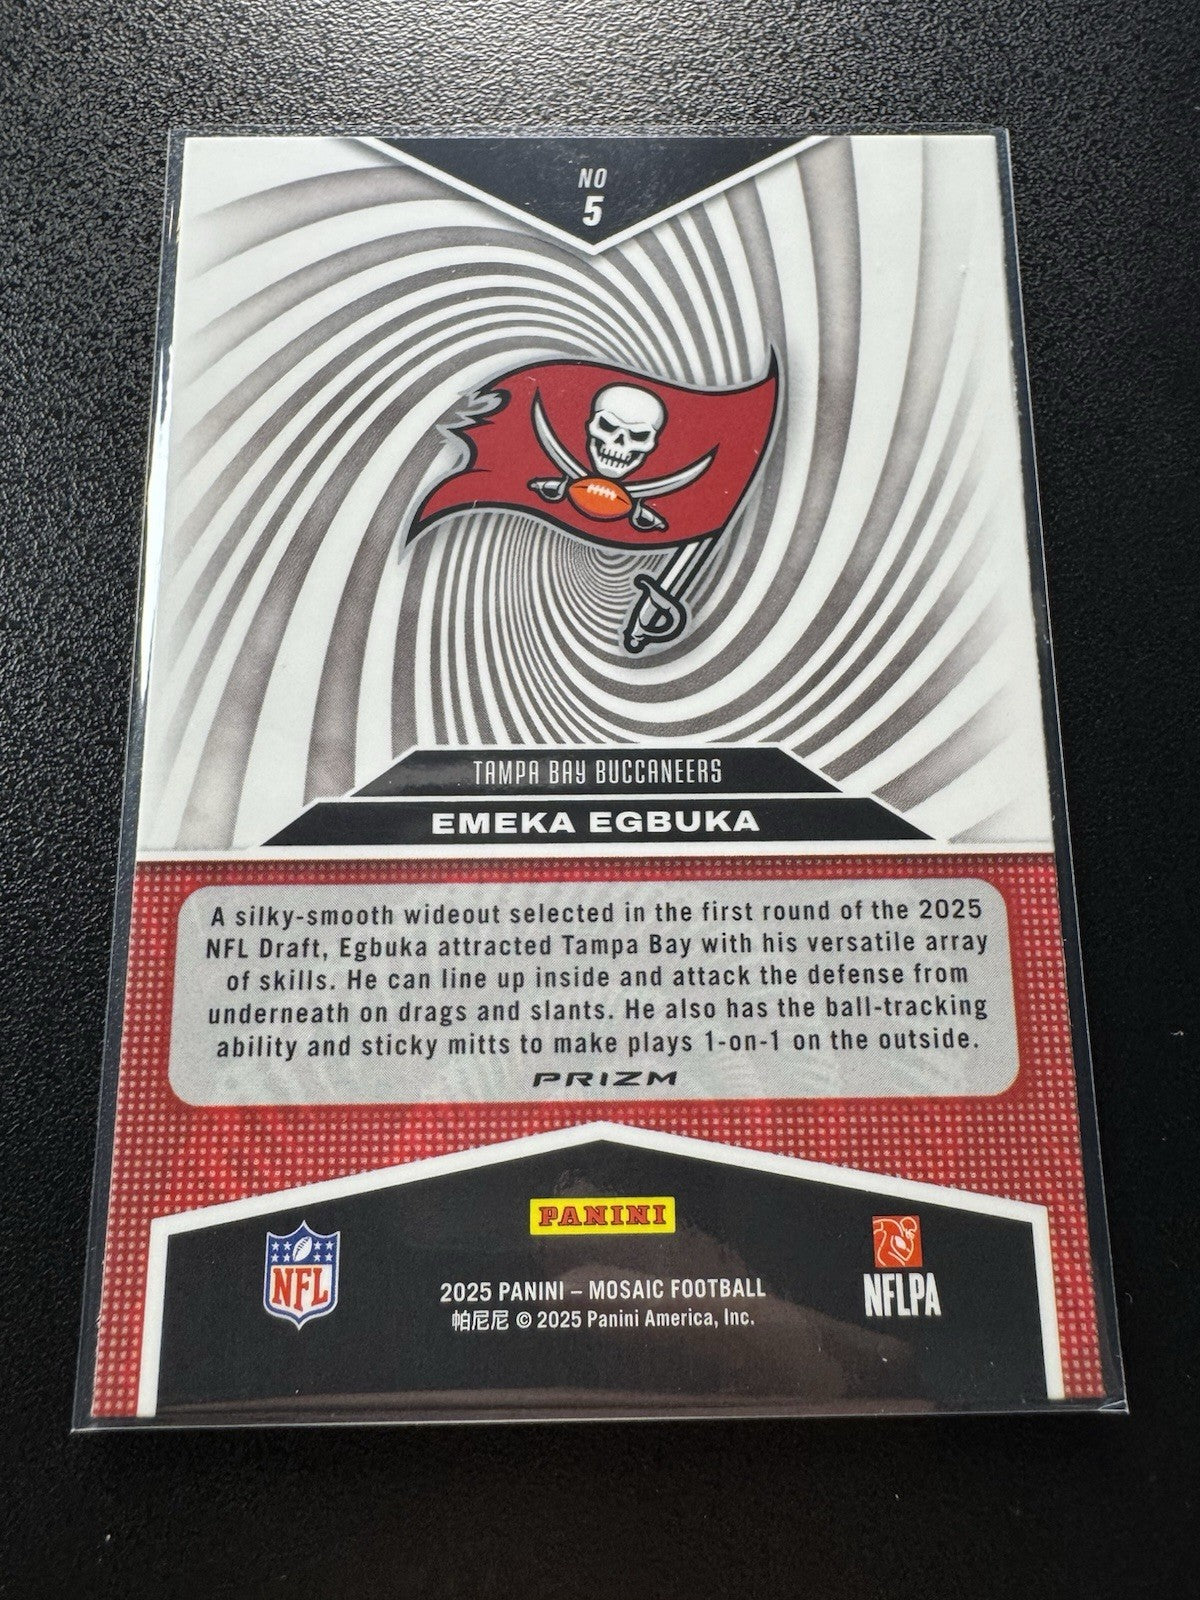 NO
5
TAMPA BAY BUCCANEERS
EMEKA EGBUKA
A silky-smooth wideout selected in the first round of the 2025
NFL Draft, Egbuka attracted Tampa Bay with his versatile array
of skills. He can line up inside and attack the defense from
underneath on drags and slants. He also has the ball-tracking
ability and sticky mitts to make plays 1-on-1 on the outside.
PRIZM
PANINI
NFL
2025 PANINI – MOSAIC FOOTBALL
帕尼尼 © 2025 Panini America, Inc.
NFLPA